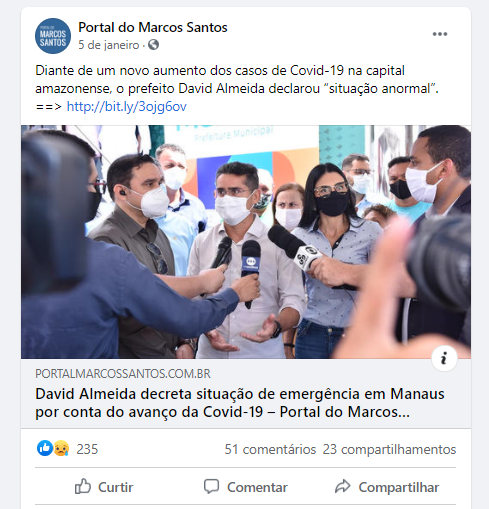 PORTAL DO
MARCOS
SANTOS
Portal do Marcos Santos
5 de janeiro ·
Diante de um novo aumento dos casos de Covid-19 na capital
amazonense, o prefeito David Almeida declarou “situação anormal”.
==> http://bit.ly/3ojg6ov
Prefeitura Municipal
PORTALMARCOSSANTOS.COM.BR
David Almeida decreta situação de emergência em Manaus
por conta do avanço da Covid-19 – Portal do Marcos...
235
51 comentários 23 compartilhamentos
Curtir
Comentar
Compartilhar